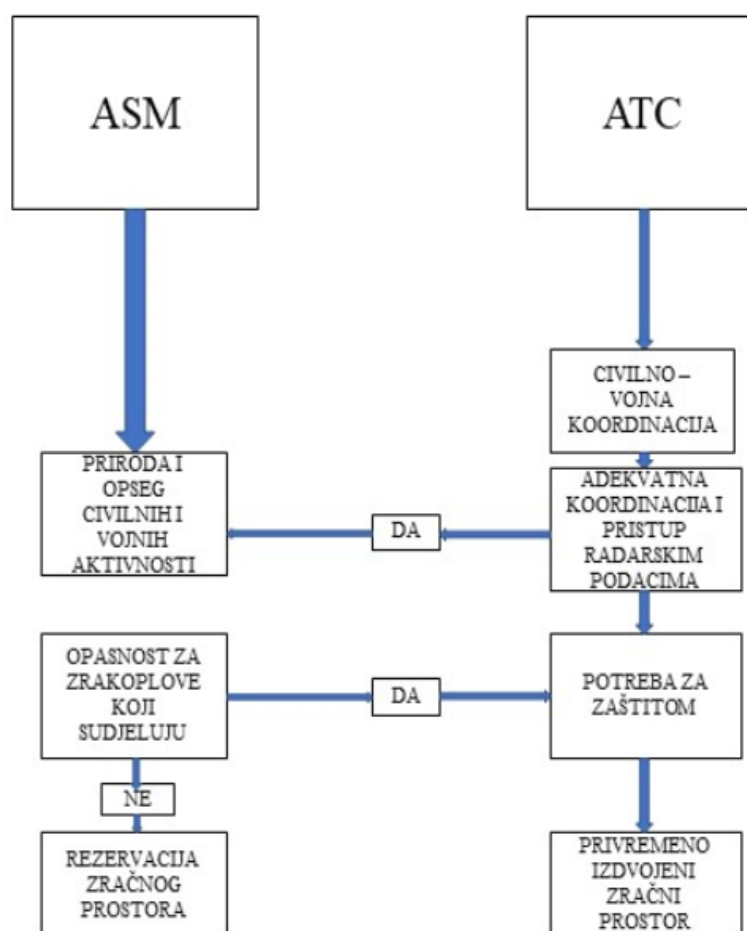 ASM
ATC
CIVILNO –
VOJNA
KOORDINACIJA
PRIRODA I
OPSEG
CIVILNIH I
VOJNIH
AKTIVNOSTI
DA
ADEKVATNA
KOORDINACIJA I
PRISTUP
RADARSKIM
PODACIMA
OPASNOST ZA
ZRAKOPLOVE
KOJI
SUDJELUJU
DA
POTREBA ZA
ZAŠTITOM
NE
REZERVACIJA
ZRAČNOG
PROSTORA
PRIVREMENO
IZDVOJENI
ZRAČNI
PROSTOR